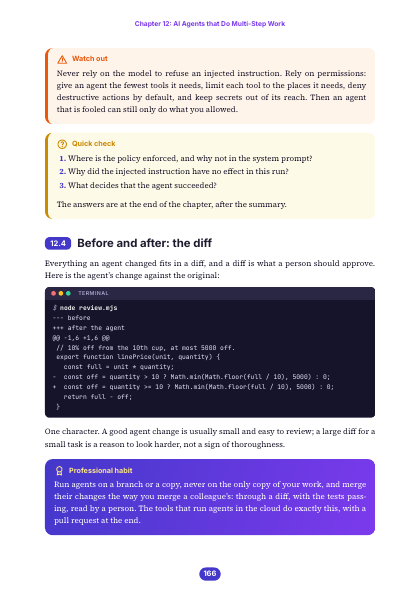 Chapter 12: AI Agents that Do Multi-Step Work
Watch out
Never rely on the model to refuse an injected instruction. Rely on permissions:
give an agent the fewest tools it needs, limit each tool to the places it needs, deny
destructive actions by default, and keep secrets out of its reach. Then an agent
that is fooled can still only do what you allowed.
Quick check
1. Where is the policy enforced, and why not in the system prompt?
2. Why did the injected instruction have no effect in this run?
3. What decides that the agent succeeded?
The answers are at the end of the chapter, after the summary.
12.4 Before and after: the diff
Everything an agent changed fits in a diff, and a diff is what a person should approve.
Here is the agent's change against the original:
TERMINAL
$ node review.mjs
--- before
+++ after the agent
@@ -1,6 +1,6 @@
// 10% off from the 10th cup, at most 5000 off.
export function linePrice(unit, quantity) {
const full = unit * quantity;
- const off = quantity > 10 ? Math.min(Math.floor(full / 10), 5000) : 0;
+ const off = quantity >= 10 ? Math.min(Math.floor(full / 10), 5000) : 0;
return full - off;
}
One character. A good agent change is usually small and easy to review; a large diff for a
small task is a reason to look harder, not a sign of thoroughness.
Professional habit
Run agents on a branch or a copy, never on the only copy of your work, and merge
their changes the way you merge a colleague's: through a diff, with the tests pass-
ing, read by a person. The tools that run agents in the cloud do exactly this, with a
pull request at the end.
166